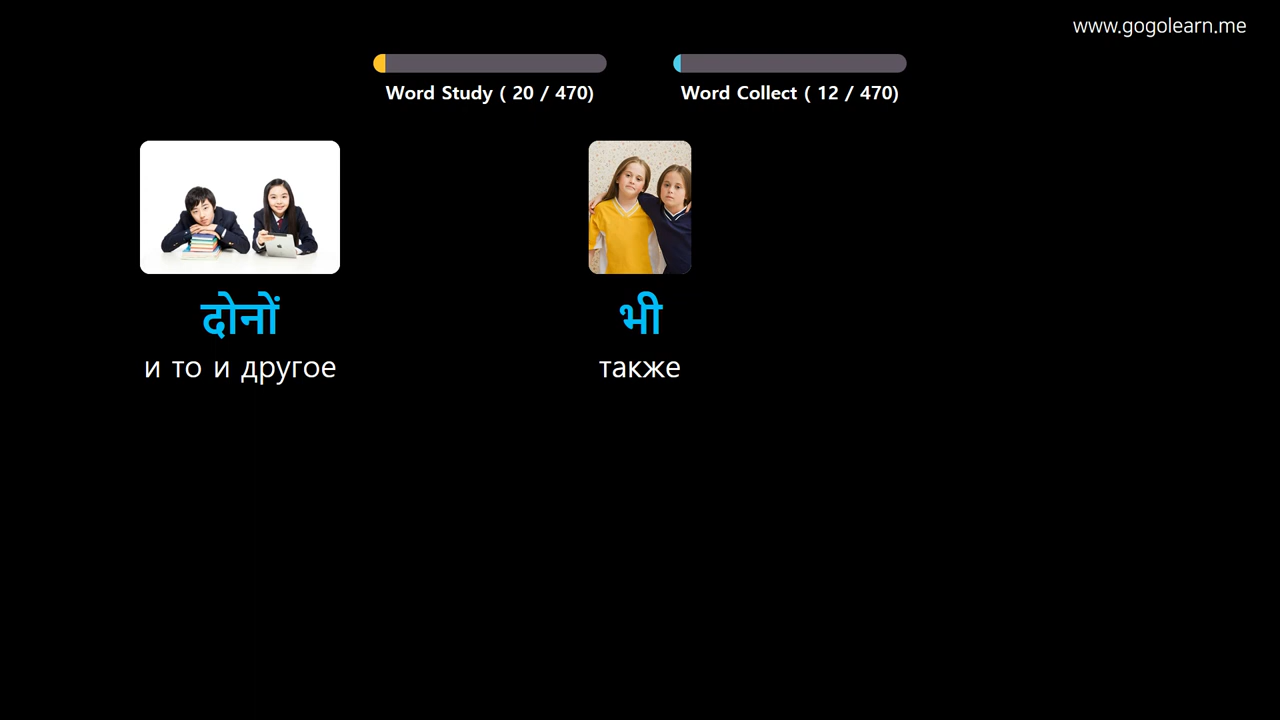 www.gogolearn.me
Word Study ( 20 / 470)
Word Collect ( 12 / 470)
दोनों
भी
и то и другое
также